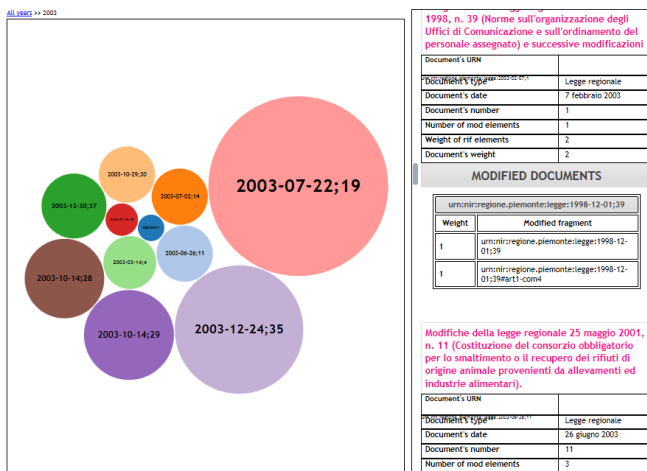 All years >> 2003
2003-07-22;19
2003-10-29;30
2003-07-02;14
2003-12-30;37
2003-06-26;11
2003-03-14;4
2003-10-14;28
2003-10-14;29
2003-12-24;35
1998, n. 39 (Norme sull'organizzazione degli
Uffici di Comunicazione e sull'ordinamento del
personale assegnato) e successive modificazioni
Document's URN
Document's type Legge regionale
Document's date 7 febbraio 2003
Document's number 1
Number of mod elements 1
Weight of rif elements 2
Document's weight 2
MODIFIED DOCUMENTS
urn:nir:regione.piemonte:legge:1998-12-01;39
Weight Modified fragment
1 urn:nir:regione.piemonte:legge:1998-12-
01;39
1 urn:nir:regione.piemonte:legge:1998-12-
01;39#art1-com4
Modifiche della legge regionale 25 maggio 2001,
n. 11 (Costituzione del consorzio obbligatorio
per lo smaltimento o il recupero dei rifiuti di
origine animale provenienti da allevamenti ed
industrie alimentari).
Document's URN
Document's type Legge regionale
Document's date 26 giugno 2003
Document's number 11
Number of mod elements 3